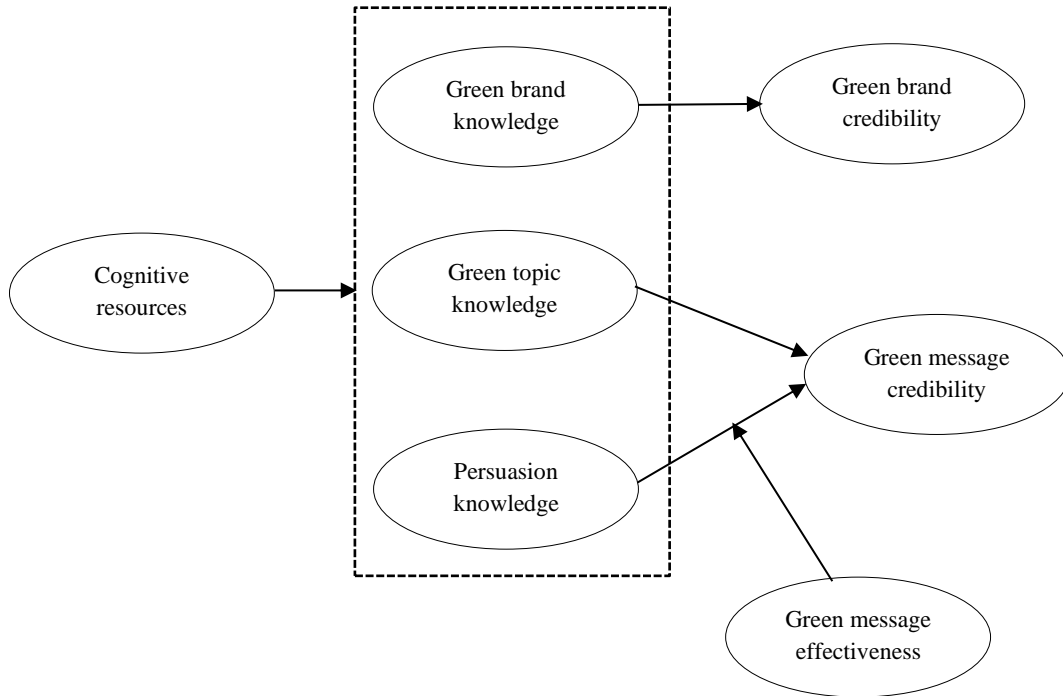 Green brand
knowledge
Green brand
credibility
Cognitive
resources
Green topic
knowledge
Green message
credibility
Persuasion
knowledge
Green message
effectiveness